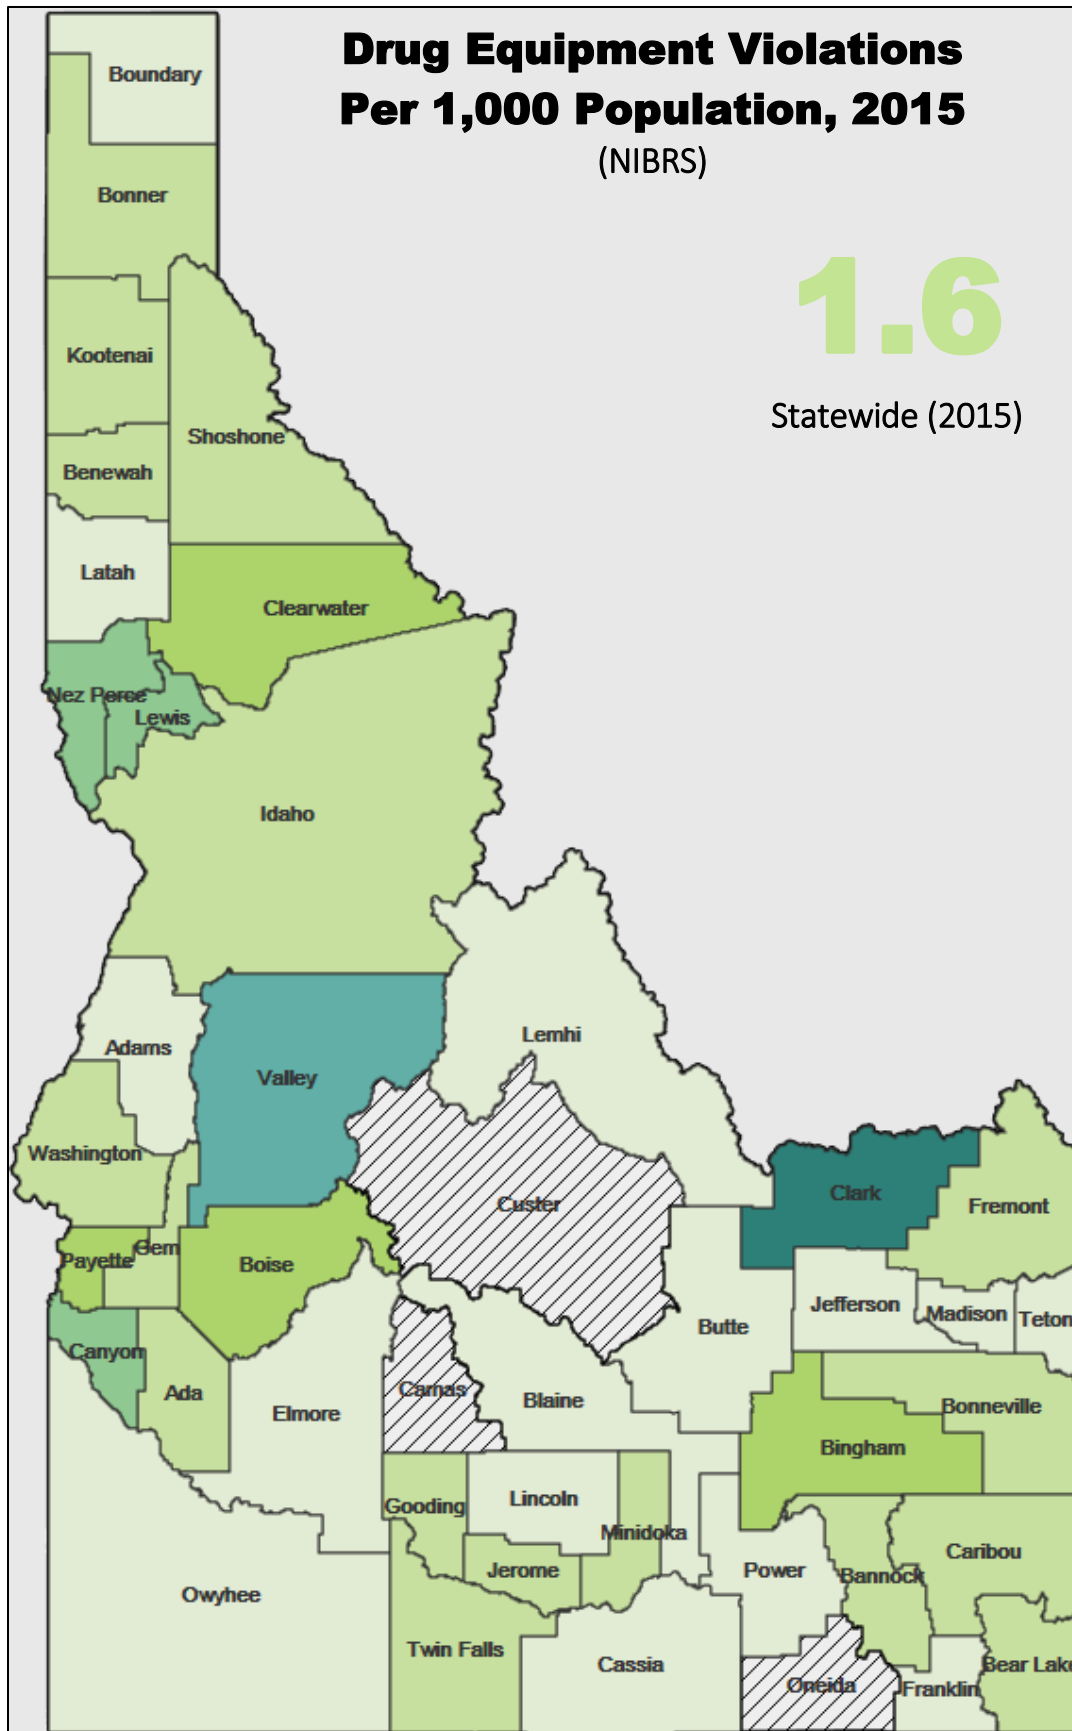 Drug Equipment Violations
Per 1,000 Population, 2015
(NIBRS)
1.6
Statewide (2015)
Boundary
Bonner
Kootenai
Shoshone
Benewah
Latah
Clearwater
Nez Perce
Lewis
Idaho
Lemhi
Adams
Valley
Washington
Custer
Clark
Fremont
Payette
Gem
Boise
Jefferson
Madison
Teton
Butte
Canyon
Ada
Camas
Blaine
Elmore
Bonneville
Bingham
Gooding
Lincoln
Minidoka
Caribou
Jerome
Power
Bannock
Owyhee
Twin Falls
Cassia
Bear Lake
Oneida
Franklin